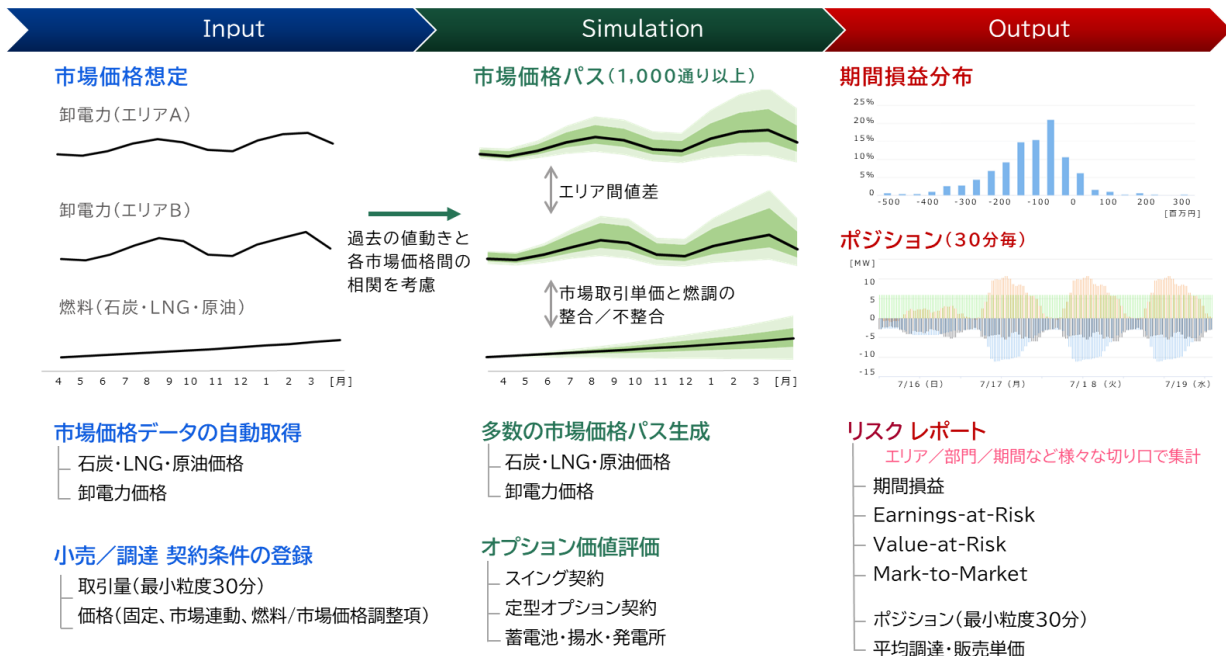 Input
Simulation
Output
市場価格想定
卸電力(エリアA)
卸電力(エリアB)
燃料(石炭・LNG・原油)
4 5 6 7 8 9 10 11 12 1 2 3 [月]
過去の値動きと
各市場価格間の
相関を考慮
市場価格パス(1,000通り以上)
エリア間値差
市場取引単価と燃調の
整合/不整合
4 5 6 7 8 9 10 11 12 1 2 3 [月]
期間損益分布
25%
20%
15%
10%
5%
0
-500 -400 -300 -200 -100 0 100 200 300
[百万円]
ポジション(30分毎)
[MW]
10
5
0
-5
-10
-15
7/16 (日) 7/17 (月) 7/18 (火) 7/19 (水)
市場価格データの自動取得
石炭・LNG・原油価格
卸電力価格
小売/調達 契約条件の登録
取引量(最小粒度30分)
価格(固定、市場連動、燃料/市場価格調整項)
多数の市場価格パス生成
石炭・LNG・原油価格
卸電力価格
オプション価値評価
スイング契約
定型オプション契約
蓄電池・揚水・発電所
リスク レポート
エリア/部門/期間など様々な切り口で集計
期間損益
Earnings-at-Risk
Value-at-Risk
Mark-to-Market
ポジション(最小粒度30分)
平均調達・販売単価